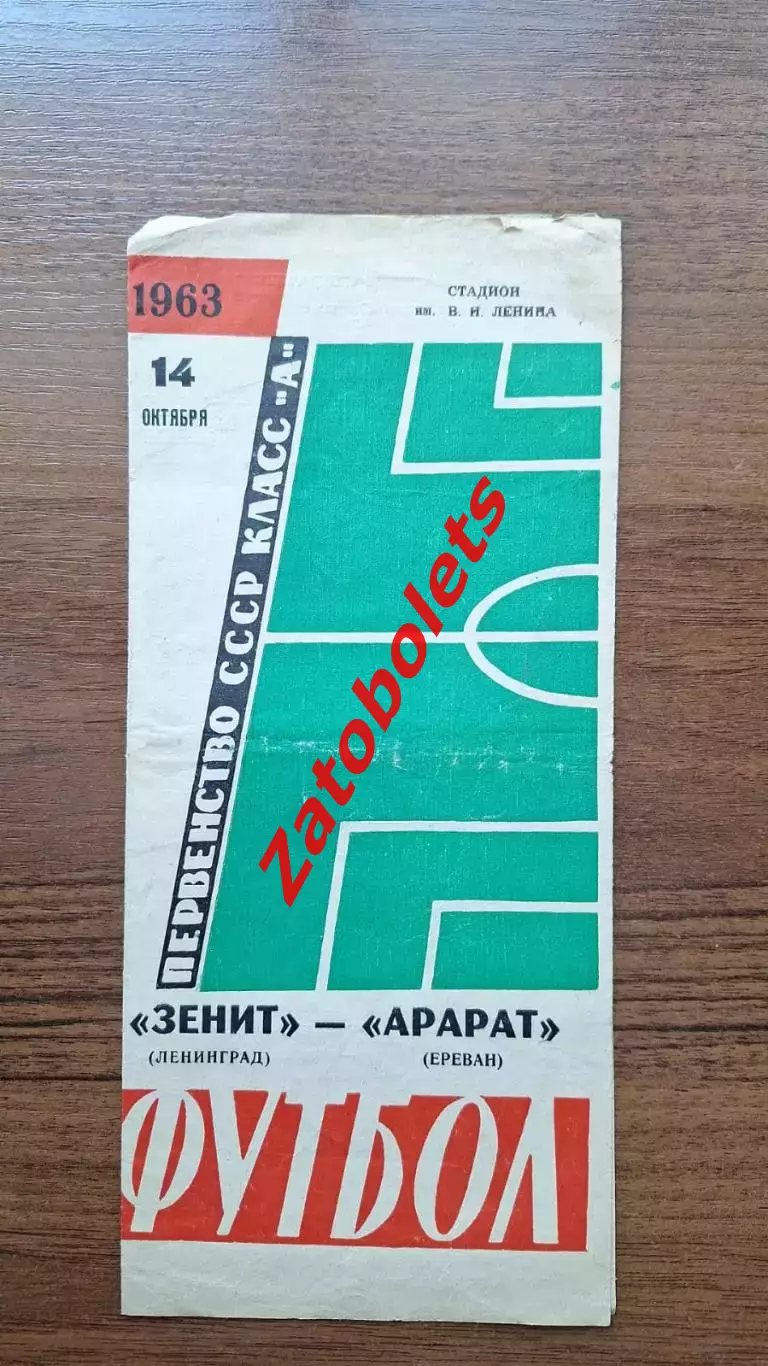 1963
СТАДИОН
им. В. И. ЛЕНИНА
14
ОКТЯБРЯ
ПЕРВЕНСТВО СССР КЛАСС "А"
Zatobolets
«ЗЕНИТ» — «АРАРАТ»
(ЛЕНИНГРАД) (ЕРЕВАН)
ФУТБОЛ